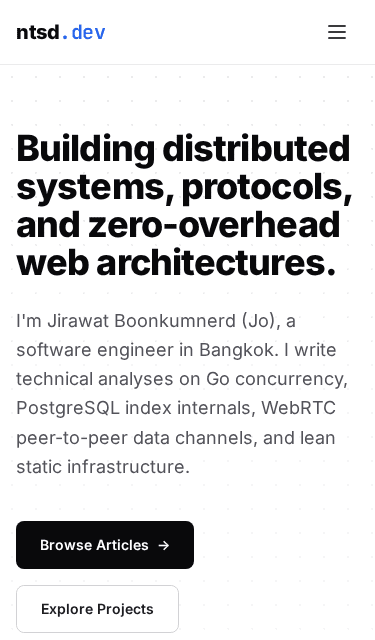 ntsd.dev
Building distributed
systems, protocols,
and zero-overhead
web architectures.
I'm Jirawat Boonkumnerd (Jo), a
software engineer in Bangkok. I write
technical analyses on Go concurrency,
PostgreSQL index internals, WebRTC
peer-to-peer data channels, and lean
static infrastructure.
Browse Articles →
Explore Projects